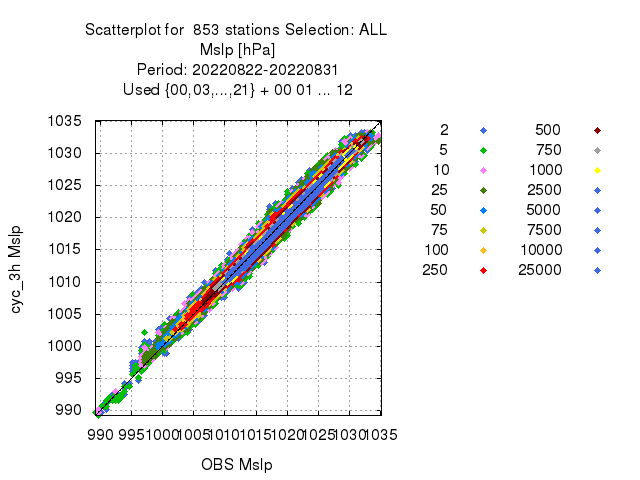 Scatterplot for 853 stations Selection: ALL
Mslp [hPa]
Period: 20220822-20220831
Used {00,03,...,21} + 00 01 ... 12
1035
1030
1025
1020
1015
1010
1005
1000
995
990
cyc_3h Mslp
990 995 1000 1005 1010 1015 1020 1025 1030 1035
OBS Mslp
2 500
5 750
10 1000
25 2500
50 5000
75 7500
100 10000
250 25000